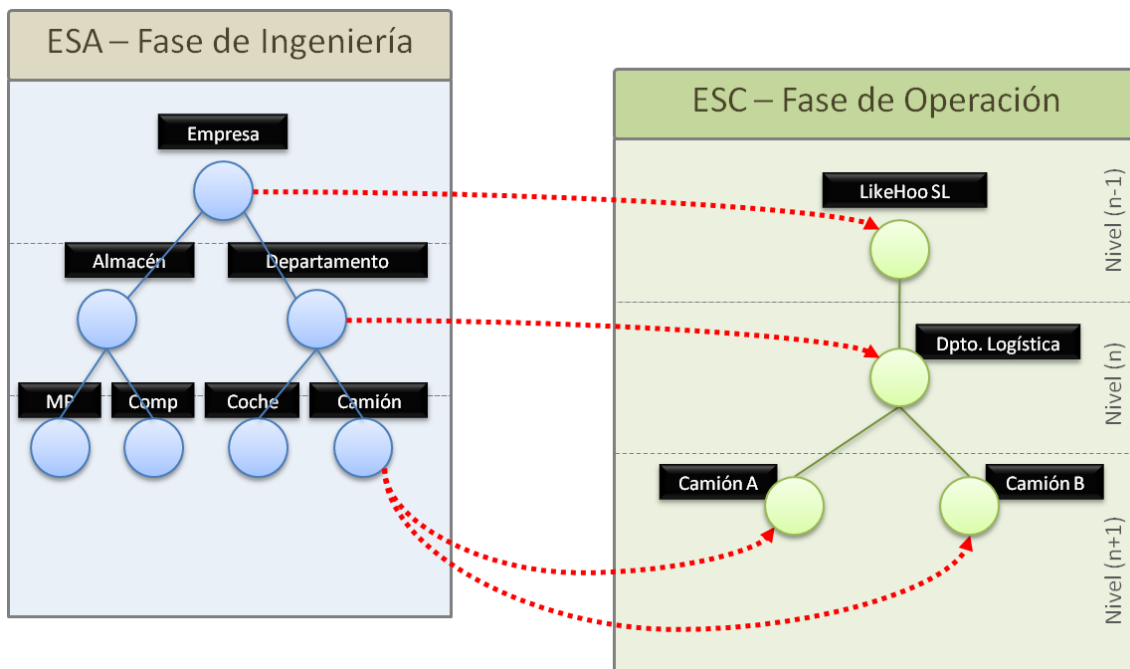 ESA – Fase de Ingeniería
Empresa
Almacén
Departamento
MP
Comp
Coche
Camión
ESC – Fase de Operación
LikeHoo SL
Nivel (n-1)
Dpto. Logística
Nivel (n)
Camión A
Camión B
Nivel (n+1)